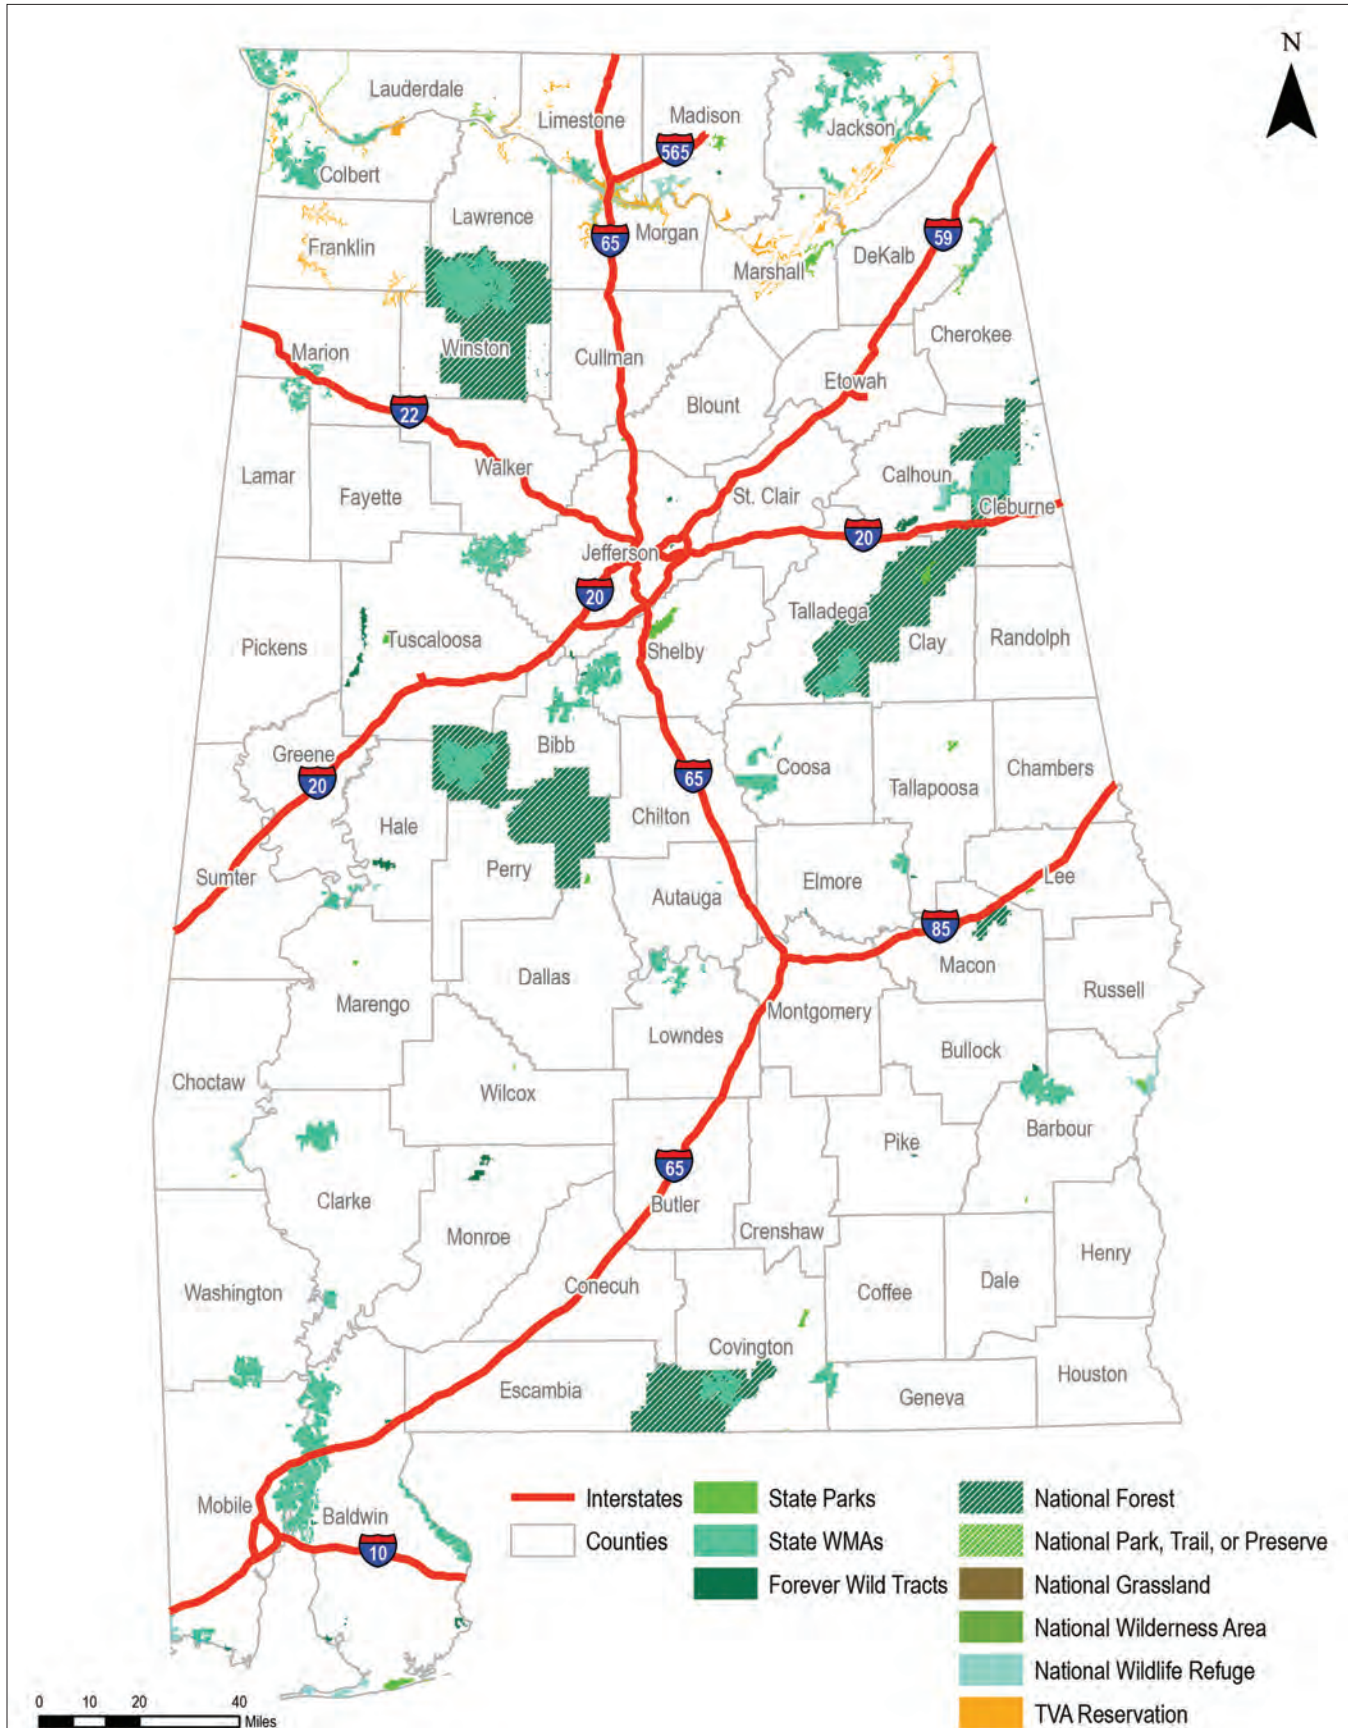 N
Lauderdale
Limestone
Madison
Jackson
565
Colbert
Lawrence
Morgan
65
Franklin
Marshall
DeKalb
59
Marion
Winston
Cullman
Cherokee
Etowah
Blount
22
Walker
Lamar
Fayette
St. Clair
Calhoun
Cleburne
20
Jefferson
20
Talladega
Pickens
Tuscaloosa
Shelby
Clay
Randolph
Greene
Bibb
20
65
Coosa
Tallapoosa
Chambers
Hale
Chilton
Perry
Sumter
Autauga
Elmore
Lee
85
Macon
Dallas
Marengo
Montgomery
Russell
Lowndes
Bullock
Choctaw
Wilcox
Barbour
Pike
65
Clarke
Butler
Monroe
Crenshaw
Henry
Washington
Conecuh
Coffee
Dale
Covington
Escambia
Geneva
Houston
Mobile
Baldwin
10
Interstates
Counties
State Parks
State WMAs
Forever Wild Tracts
National Forest
National Park, Trail, or Preserve
National Grassland
National Wilderness Area
National Wildlife Refuge
TVA Reservation
0 10 20 40
Miles